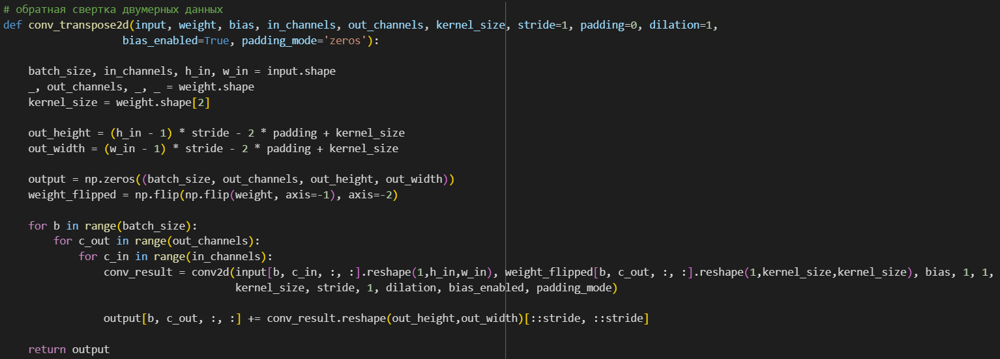 # обратная свертка двумерных данных
def conv_transpose2d(input, weight, bias, in_channels, out_channels, kernel_size, stride=1, padding=0, dilation=1,
                     bias_enabled=True, padding_mode='zeros'):

    batch_size, in_channels, h_in, w_in = input.shape
    _, out_channels, _, _ = weight.shape
    kernel_size = weight.shape[2]

    out_height = (h_in - 1) * stride - 2 * padding + kernel_size
    out_width = (w_in - 1) * stride - 2 * padding + kernel_size

    output = np.zeros((batch_size, out_channels, out_height, out_width))
    weight_flipped = np.flip(np.flip(weight, axis=-1), axis=-2)

    for b in range(batch_size):
        for c_out in range(out_channels):
            for c_in in range(in_channels):
                conv_result = conv2d(input[b, c_in, :, :].reshape(1,h_in,w_in), weight_flipped[b, c_out, :, :].reshape(1,kernel_size,kernel_size), bias, 1, 1,
                                     kernel_size, stride, 1, dilation, bias_enabled, padding_mode)

                output[b, c_out, :, :] += conv_result.reshape(out_height,out_width)[::stride, ::stride]

    return output